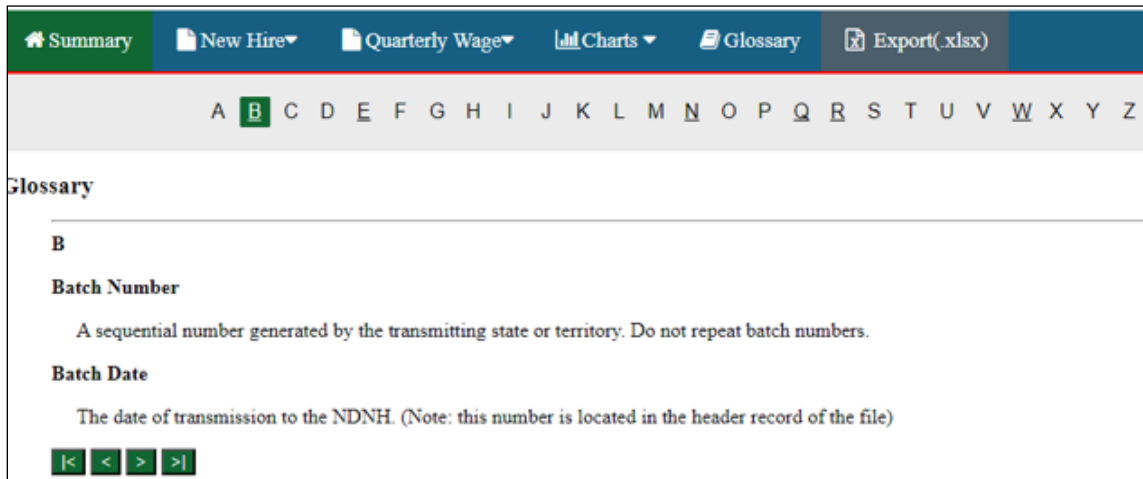 Summary New Hire Quarterly Wage Charts Glossary Export(.xlsx)
A B C D E F G H I J K L M N O P Q R S T U V W X Y Z
Glossary
B
Batch Number
A sequential number generated by the transmitting state or territory. Do not repeat batch numbers.
Batch Date
The date of transmission to the NDNH. (Note: this number is located in the header record of the file)
|< < > >|